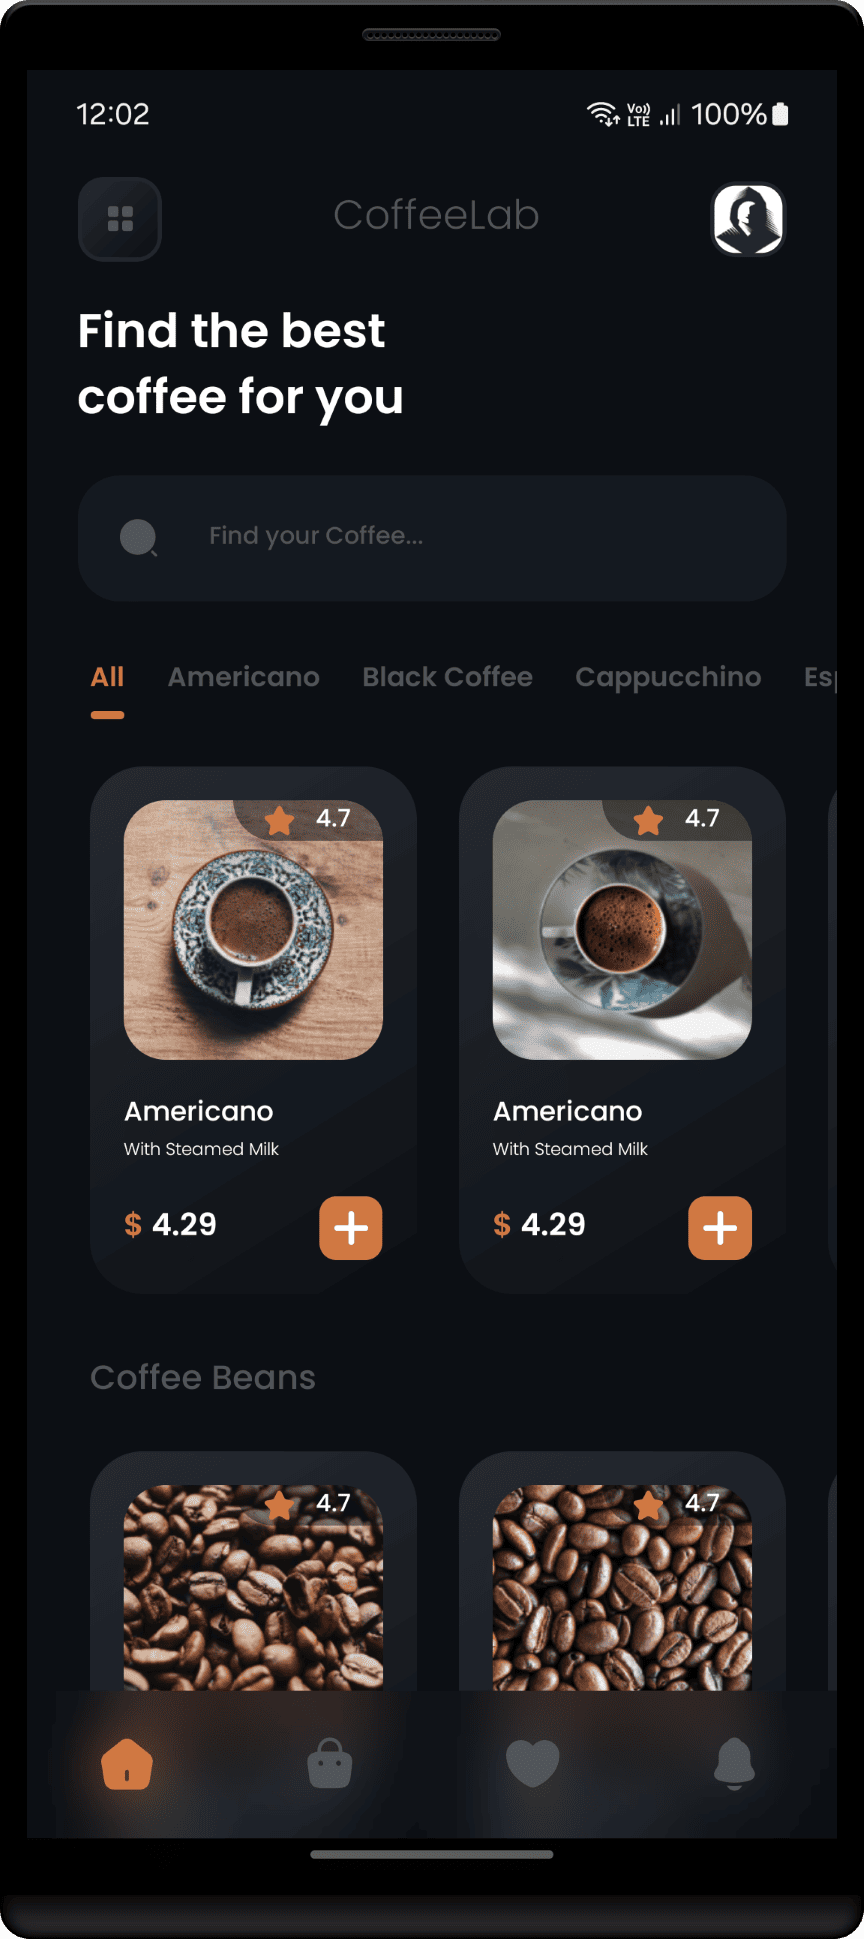 12:02 Vo)) LTE 100%
CoffeeLab
Find the best
coffee for you
Find your Coffee...
All Americano Black Coffee Cappucchino Es
4.7 4.7
Americano Americano
With Steamed Milk With Steamed Milk
$ 4.29 $ 4.29
Coffee Beans
4.7 4.7